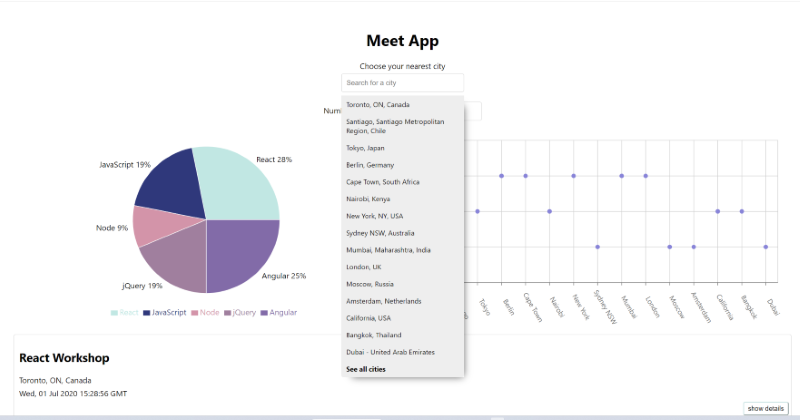 Meet App
Choose your nearest city
Search for a city
Num
Toronto, ON, Canada
Santiago, Santiago Metropolitan
Region, Chile
Tokyo, Japan
Berlin, Germany
Cape Town, South Africa
Nairobi, Kenya
New York, NY, USA
Sydney NSW, Australia
Mumbai, Maharashtra, India
London, UK
Moscow, Russia
Amsterdam, Netherlands
California, USA
Bangkok, Thailand
Dubai - United Arab Emirates
See all cities
JavaScript 19%
React 28%
Node 9%
jQuery 19%
Angular 25%
React JavaScript Node jQuery Angular
Tokyo
Berlin
Cape Town
Nairobi
New York
Sydney NSW
Mumbai
London
Moscow
Amsterdam
California
Bangkok
Dubai
React Workshop
Toronto, ON, Canada
Wed, 01 Jul 2020 15:28:56 GMT
show details